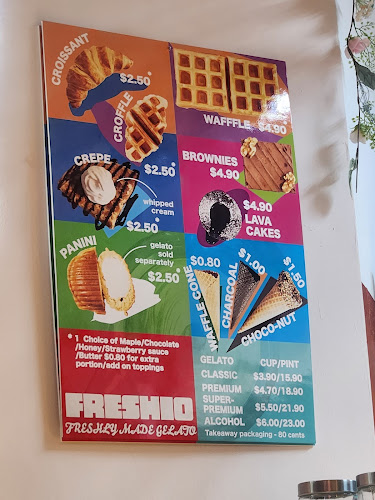 CROISSANT
$2.50*
CROFFLE
$2.50*
WAFFFLE $4.90*
CREPE
whipped
cream
$2.50*
BROWNIES
$4.90
$4.90
LAVA
CAKES
PANINI
gelato
sold
separately
$2.50*
$0.80
WAFFLE CONE
$1.00
CHARCOAL
$1.50
CHOCO-NUT
* 1 Choice of Maple/Chocolate
/Honey/Strawberry sauce
/Butter $0.80 for extra
portion/add on toppings
FRESHIO
FRESHLY MADE GELATO
GELATO CUP/PINT
CLASSIC $3.90/15.90
PREMIUM $4.70/18.90
SUPER-
PREMIUM $5.50/21.90
ALCOHOL $6.00/23.00
Takeaway packaging - 80 cents